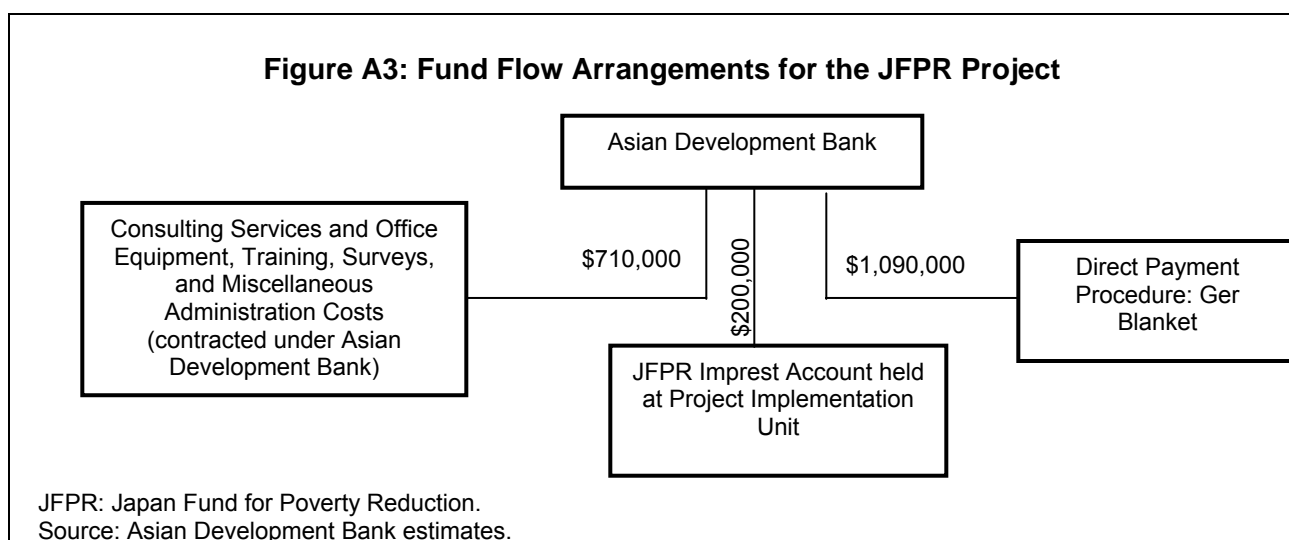 Figure A3: Fund Flow Arrangements for the JFPR Project
Asian Development Bank
Consulting Services and Office
Equipment, Training, Surveys,
and Miscellaneous
Administration Costs
(contracted under Asian
Development Bank)
$710,000
$200,000
$1,090,000
Direct Payment
Procedure: Ger
Blanket
JFPR Imprest Account held
at Project Implementation
Unit
JFPR: Japan Fund for Poverty Reduction.
Source: Asian Development Bank estimates.